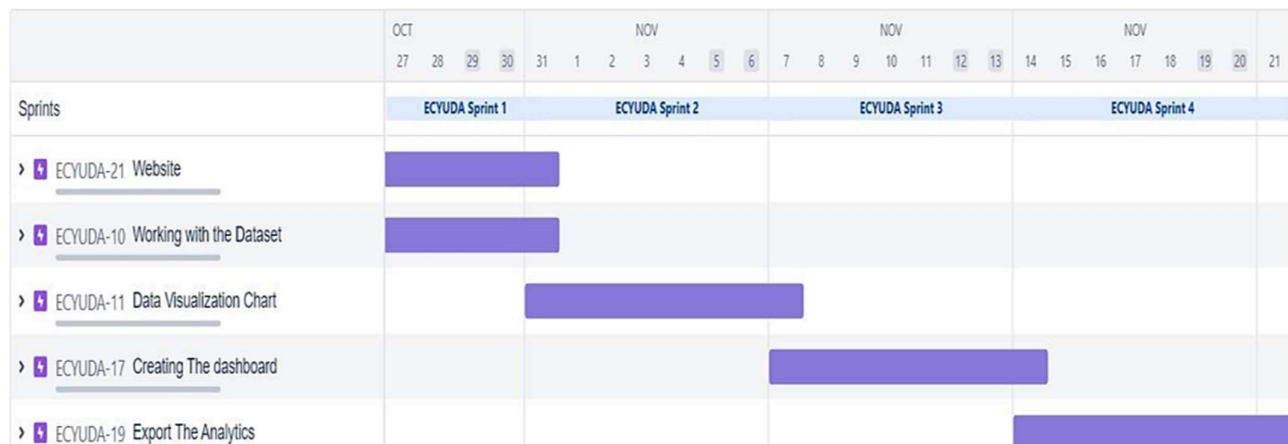 OCT NOV NOV NOV
27 28 29 30 31 1 2 3 4 5 6 7 8 9 10 11 12 13 14 15 16 17 18 19 20 21
Sprints ECYUDA Sprint 1 ECYUDA Sprint 2 ECYUDA Sprint 3 ECYUDA Sprint 4
ECYUDA-21 Website
ECYUDA-10 Working with the Dataset
ECYUDA-11 Data Visualization Chart
ECYUDA-17 Creating The dashboard
ECYUDA-19 Export The Analytics